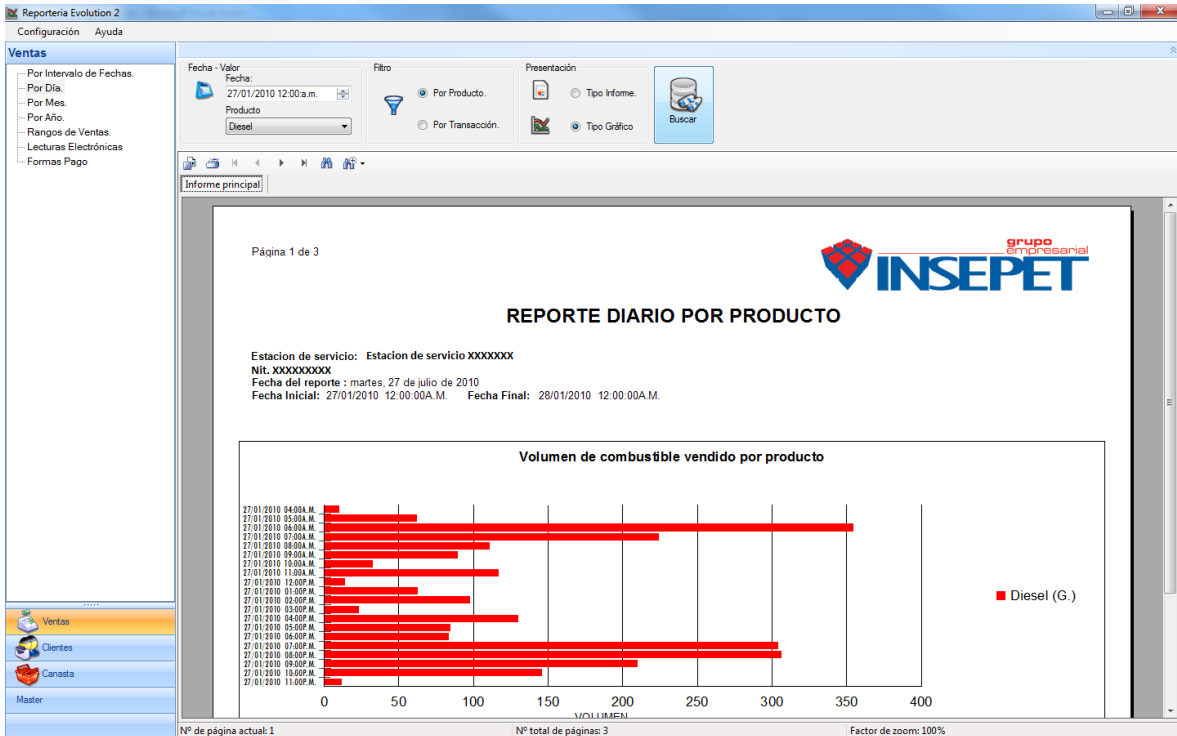 Reporteria Evolution 2
Configuración Ayuda
Ventas
Por Intervalo de Fechas.
Por Día.
Por Mes.
Por Año.
Rangos de Ventas.
Lecturas Electrónicas
Formas Pago
Fecha - Valor
Fecha:
27/01/2010 12:00:a.m.
Producto
Diesel
Filtro
Por Producto.
Por Transacción.
Presentación
Tipo Informe.
Tipo Gráfico
Buscar
Informe principal
Página 1 de 3
grupo
empresarial
INSEPET
REPORTE DIARIO POR PRODUCTO
Estacion de servicio: Estacion de servicio XXXXXXX
Nit. XXXXXXXXX
Fecha del reporte : martes, 27 de julio de 2010
Fecha Inicial: 27/01/2010 12:00:00A.M. Fecha Final: 28/01/2010 12:00:00A.M.
Volumen de combustible vendido por producto
27/01/2010 04:00A.M.
27/01/2010 05:00A.M.
27/01/2010 06:00A.M.
27/01/2010 07:00A.M.
27/01/2010 08:00A.M.
27/01/2010 09:00A.M.
27/01/2010 10:00A.M.
27/01/2010 11:00A.M.
27/01/2010 12:00P.M.
27/01/2010 01:00P.M.
27/01/2010 02:00P.M.
27/01/2010 03:00P.M.
27/01/2010 04:00P.M.
27/01/2010 05:00P.M.
27/01/2010 06:00P.M.
27/01/2010 07:00P.M.
27/01/2010 08:00P.M.
27/01/2010 09:00P.M.
27/01/2010 10:00P.M.
27/01/2010 11:00P.M.
0 50 100 150 200 250 300 350 400
VOLUMEN
Diesel (G.)
Ventas
Clientes
Canasta
Master
Nº de página actual: 1 Nº total de páginas: 3 Factor de zoom: 100%